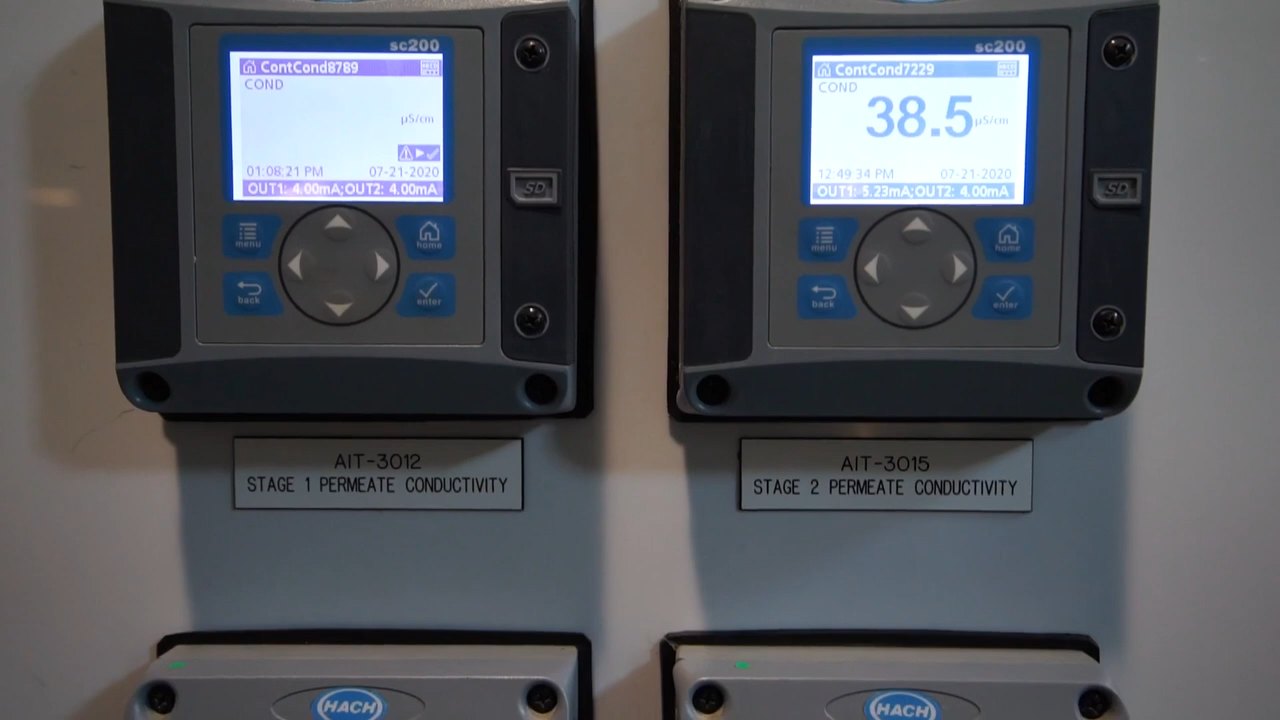 sc200
ContCond8789
HACH
COND
µS/cm
01:08:21 PM 07-21-2020
OUT1: 4.00mA;OUT2: 4.00mA
menu
home
back
enter
SD
AIT-3012
STAGE 1 PERMEATE CONDUCTIVITY
HACH
sc200
ContCond7229
HACH
COND
38.5 µS/cm
12:49:34 PM 07-21-2020
OUT1: 5.23mA;OUT2: 4.00mA
menu
home
back
enter
SD
AIT-3015
STAGE 2 PERMEATE CONDUCTIVITY
HACH